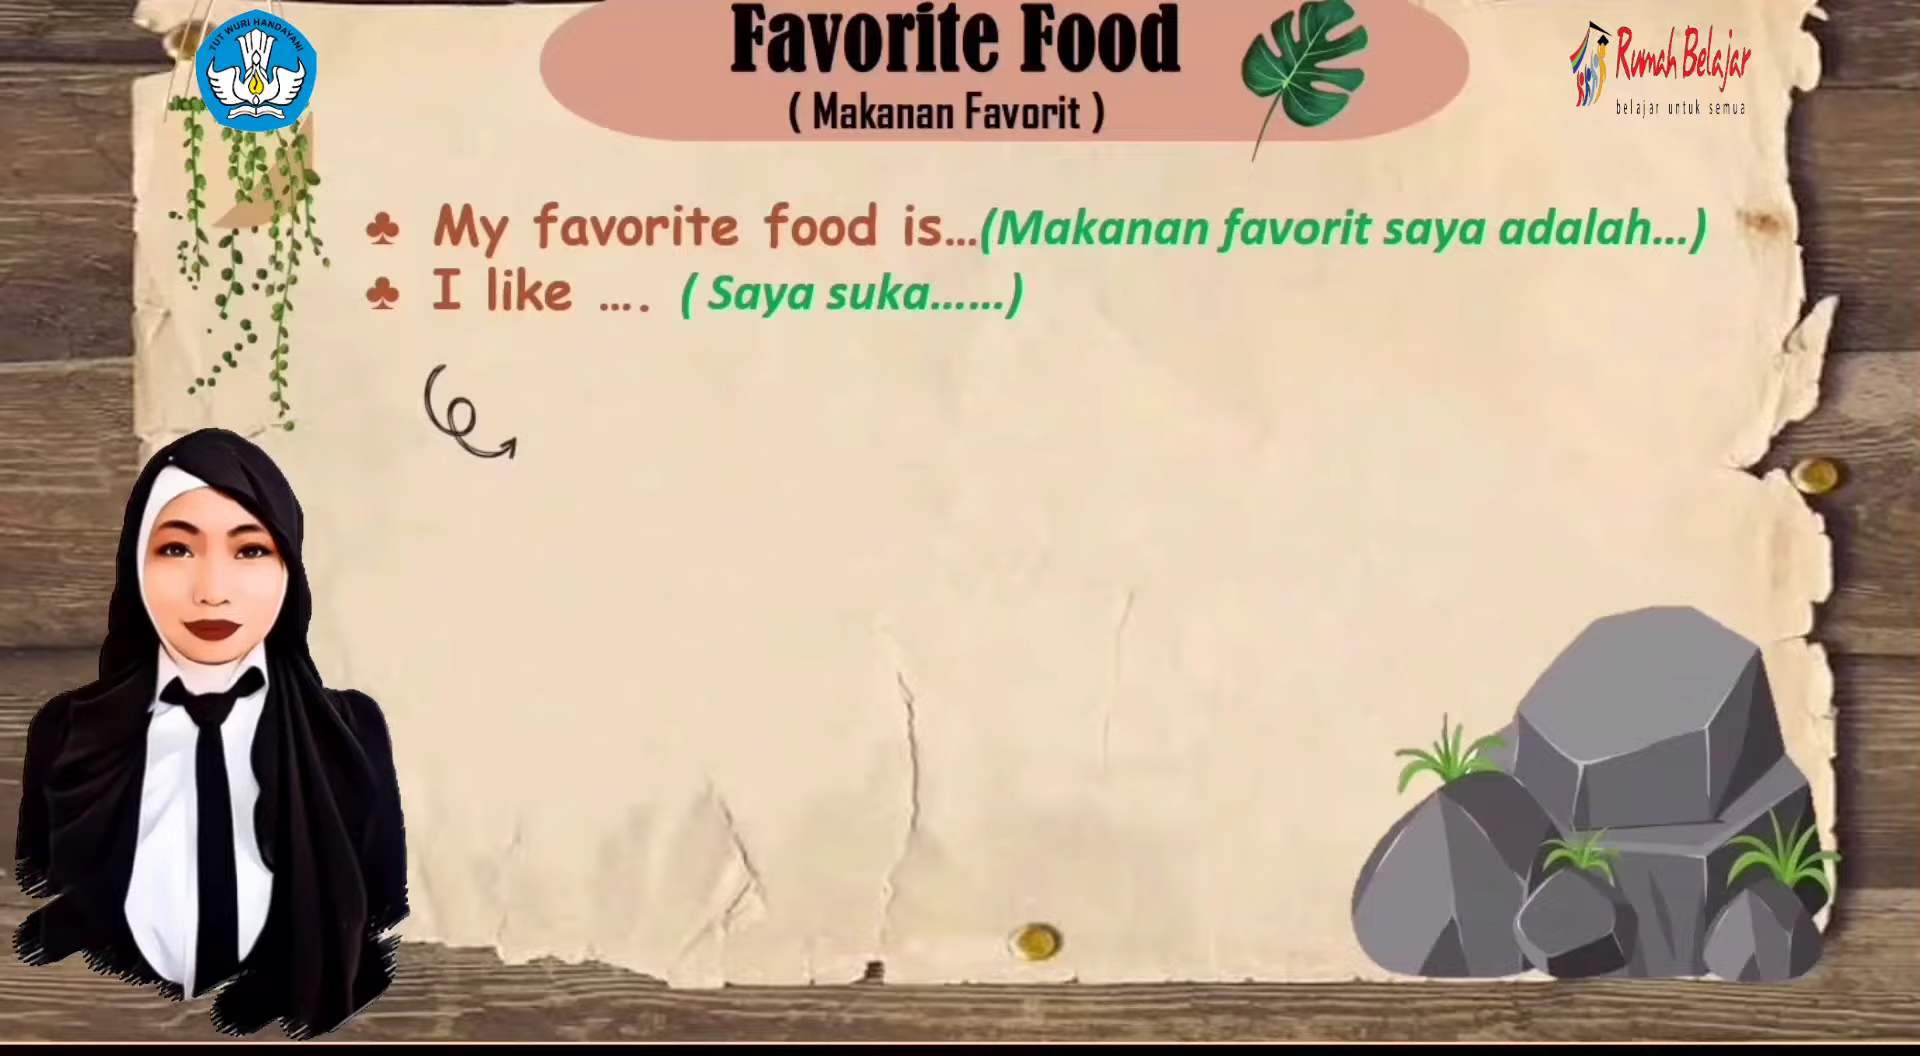 TUT WURI HANDAYANI
Favorite Food
( Makanan Favorit )
Rumah Belajar
belajar untuk semua
♣ My favorite food is...(Makanan favorit saya adalah...)
♣ I like .... ( Saya suka......)